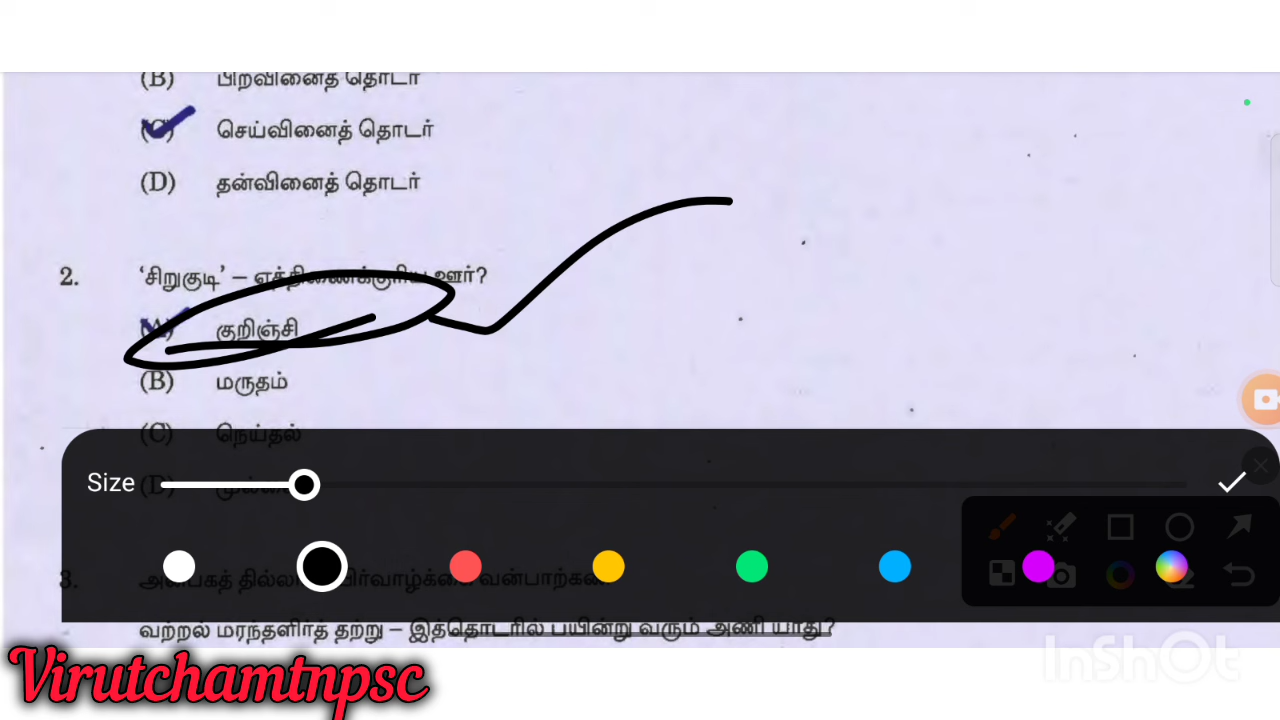 (B) பிறவினைத் தொடர்
(C) செய்வினைத் தொடர்
(D) தன்வினைத் தொடர்
2. ‘சிறுகுடி’ – எத்திணைக்குரிய ஊர்?
(A) குறிஞ்சி
(B) மருதம்
(C) நெய்தல்
Size (D)
3.
வற்றல் மரந்தளிர்த் தற்று – இத்தொடரில் பயின்று வரும் அணி யாது?
InShOt
Virutchamtnpsc